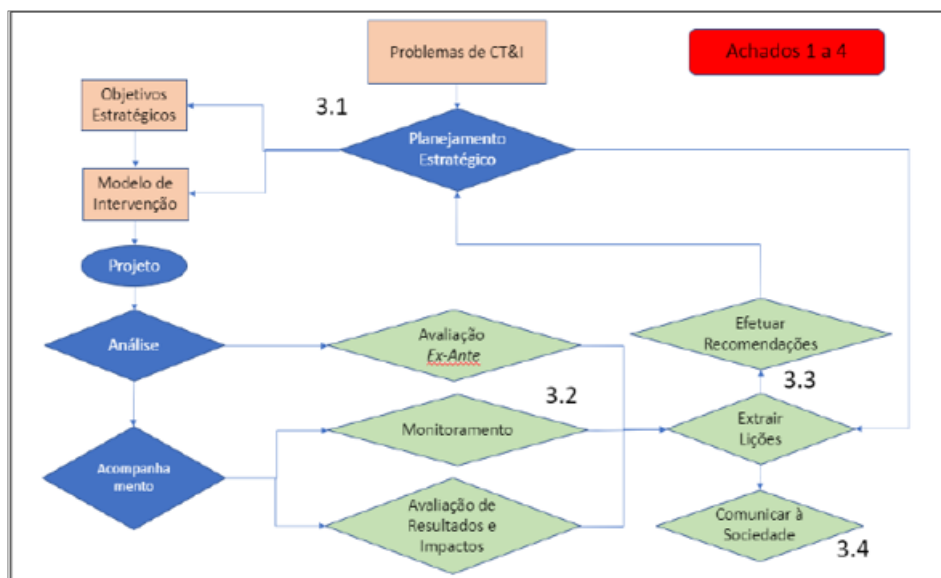 Problemas de CT&I
Achados 1 a 4
Objetivos
Estratégicos
3.1
Planejamento
Estratégico
Modelo de
Intervenção
Projeto
Análise
Avaliação
Ex-Ante
Efetuar
Recomendações
3.3
3.2
Monitoramento
Extrair
Lições
Acompanha
mento
Avaliação de
Resultados e
Impactos
Comunicar à
Sociedade
3.4